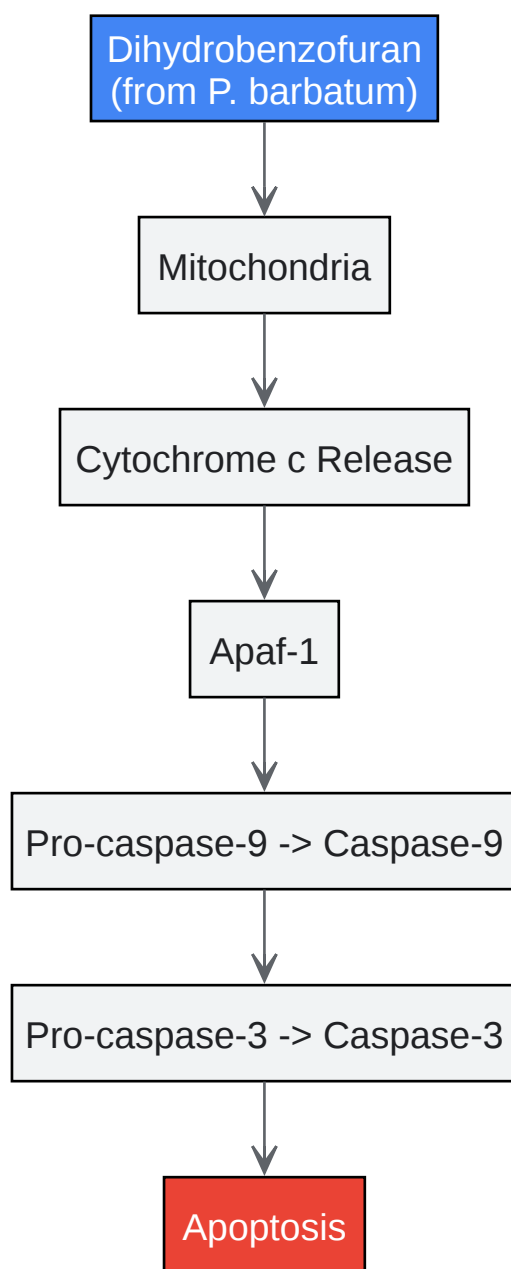 Dihydrobenzofuran
(from P. barbatum)
Mitochondria
Cytochrome c Release
Apaf-1
Pro-caspase-9 -> Caspase-9
Pro-caspase-3 -> Caspase-3
Apoptosis